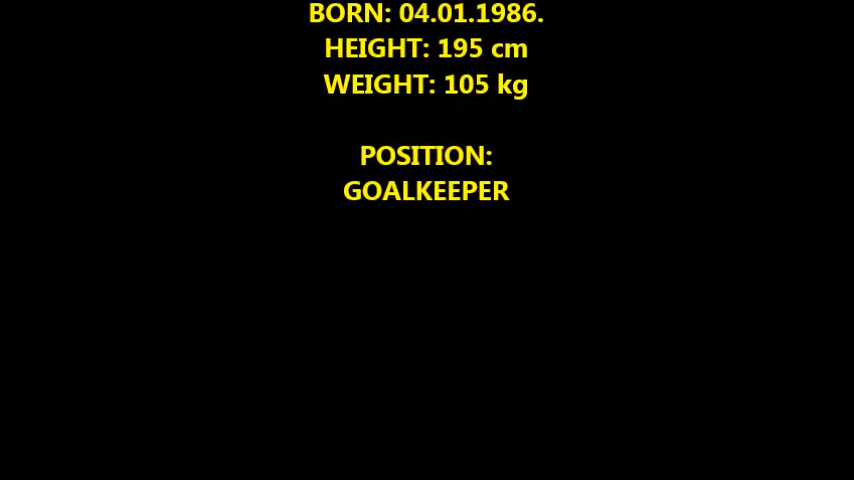 BORN: 04.01.1986.
HEIGHT: 195 cm
WEIGHT: 105 kg
POSITION:
GOALKEEPER